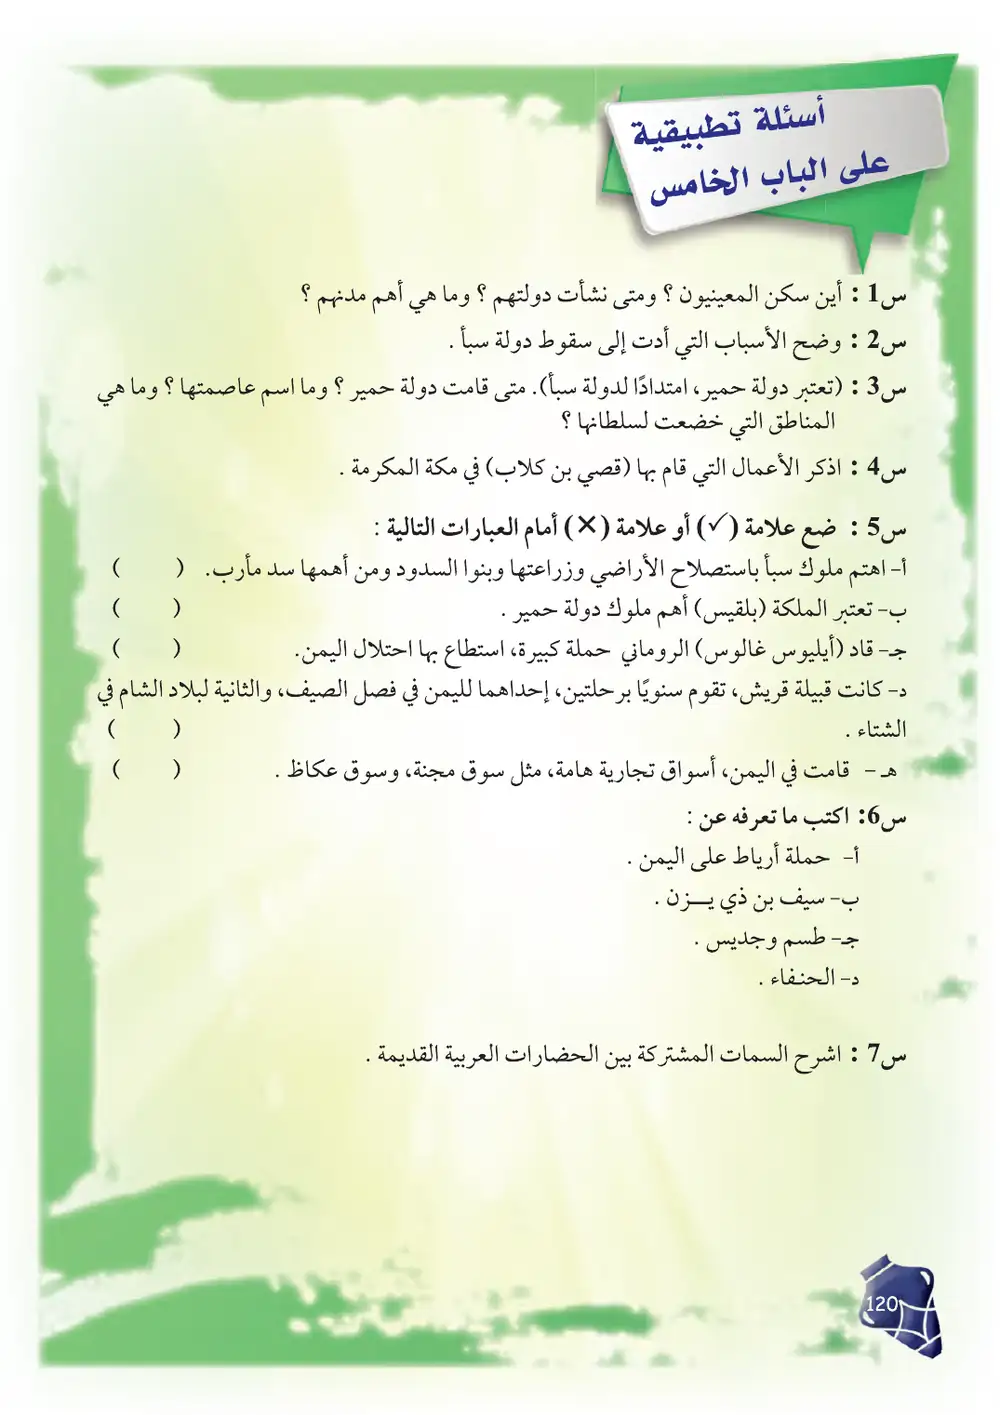 أسئلة تطبيقية
على الباب الخامس
س1 : أين سكن المعينيون ؟ ومتى نشأت دولتهم ؟ وما هي أهم مدنهم ؟
س2 : وضح الأسباب التي أدت إلى سقوط دولة سبأ .
س3 : (تعتبر دولة حمير، امتدادًا لدولة سبأ). متى قامت دولة حمير ؟ وما اسم عاصمتها ؟ وما هي
المناطق التي خضعت لسلطانها ؟
س4 : اذكر الأعمال التي قام بها (قصي بن كلاب) في مكة المكرمة .
س5 : ضع علامة (✓) أو علامة (✕) أمام العبارات التالية :
أ- اهتم ملوك سبأ باستصلاح الأراضي وزراعتها وبنوا السدود ومن أهمها سد مأرب. ( )
ب- تعتبر الملكة (بلقيس) أهم ملوك دولة حمير . ( )
جـ- قاد (أيليوس غالوس) الروماني حملة كبيرة، استطاع بها احتلال اليمن. ( )
د- كانت قبيلة قريش، تقوم سنويًا برحلتين، إحداهما لليمن في فصل الصيف، والثانية لبلاد الشام في
الشتاء . ( )
هـ - قامت في اليمن، أسواق تجارية هامة، مثل سوق مجنة، وسوق عكاظ . ( )
س6: اكتب ما تعرفه عن :
أ- حملة أرياط على اليمن .
ب- سيف بن ذي يـــزن .
جـ- طسم وجديس .
د- الحنفاء .
س7 : اشرح السمات المشتركة بين الحضارات العربية القديمة .
120